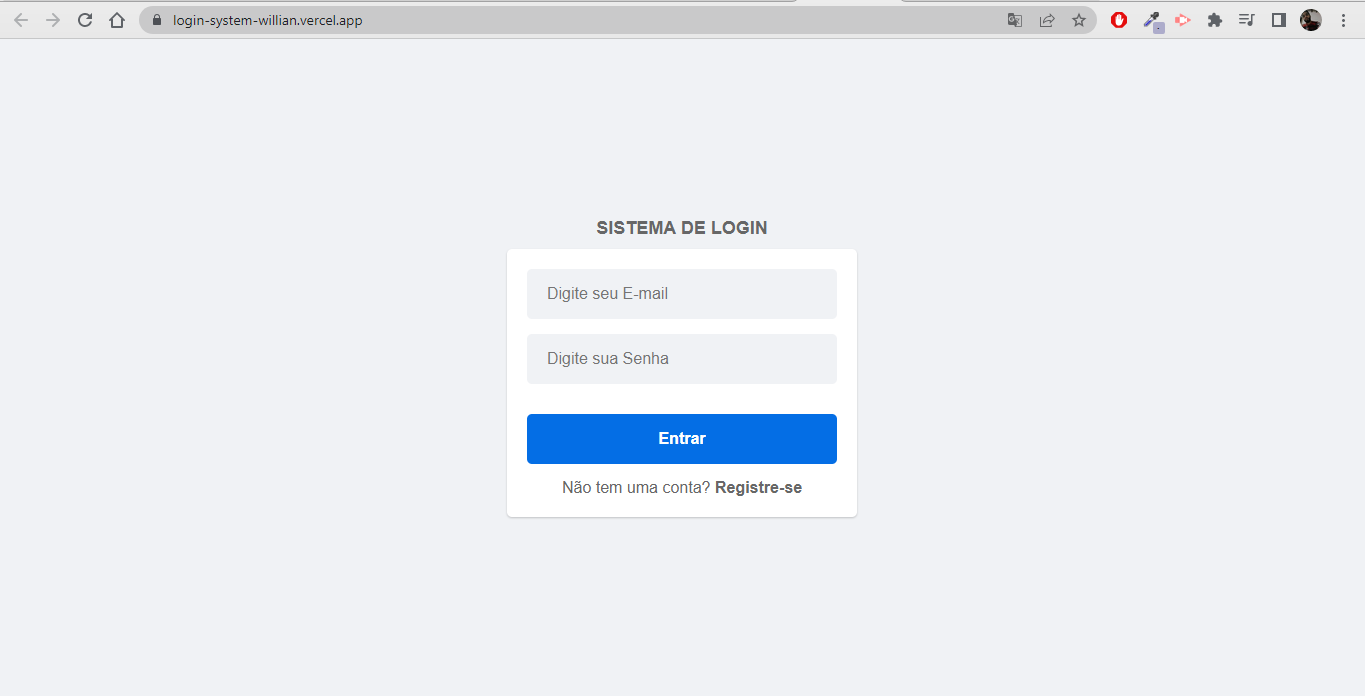 login-system-willian.vercel.app
SISTEMA DE LOGIN
Digite seu E-mail
Digite sua Senha
Entrar
Não tem uma conta? Registre-se